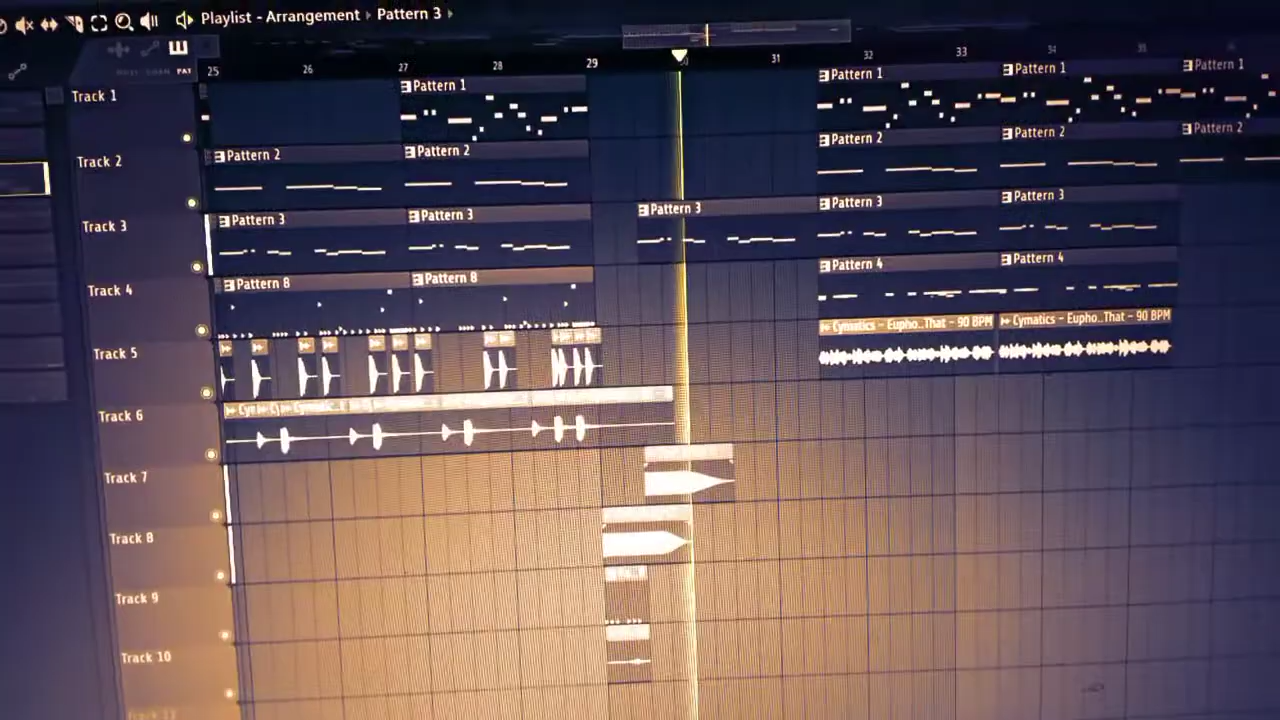 Playlist - Arrangement › Pattern 3 ›
PAT
25 26 27 28 29 31 32 33 34 35
Track 1
Pattern 1 Pattern 1 Pattern 1 Pattern 1
Track 2
Pattern 2 Pattern 2 Pattern 2 Pattern 2 Pattern 2
Track 3
Pattern 3 Pattern 3 Pattern 3 Pattern 3 Pattern 3
Track 4
Pattern 8 Pattern 8 Pattern 4 Pattern 4
Track 5
Cymatics - Eupho..That - 90 BPM Cymatics - Eupho..That - 90 BPM
Track 6
Track 7
Track 8
Track 9
Track 10